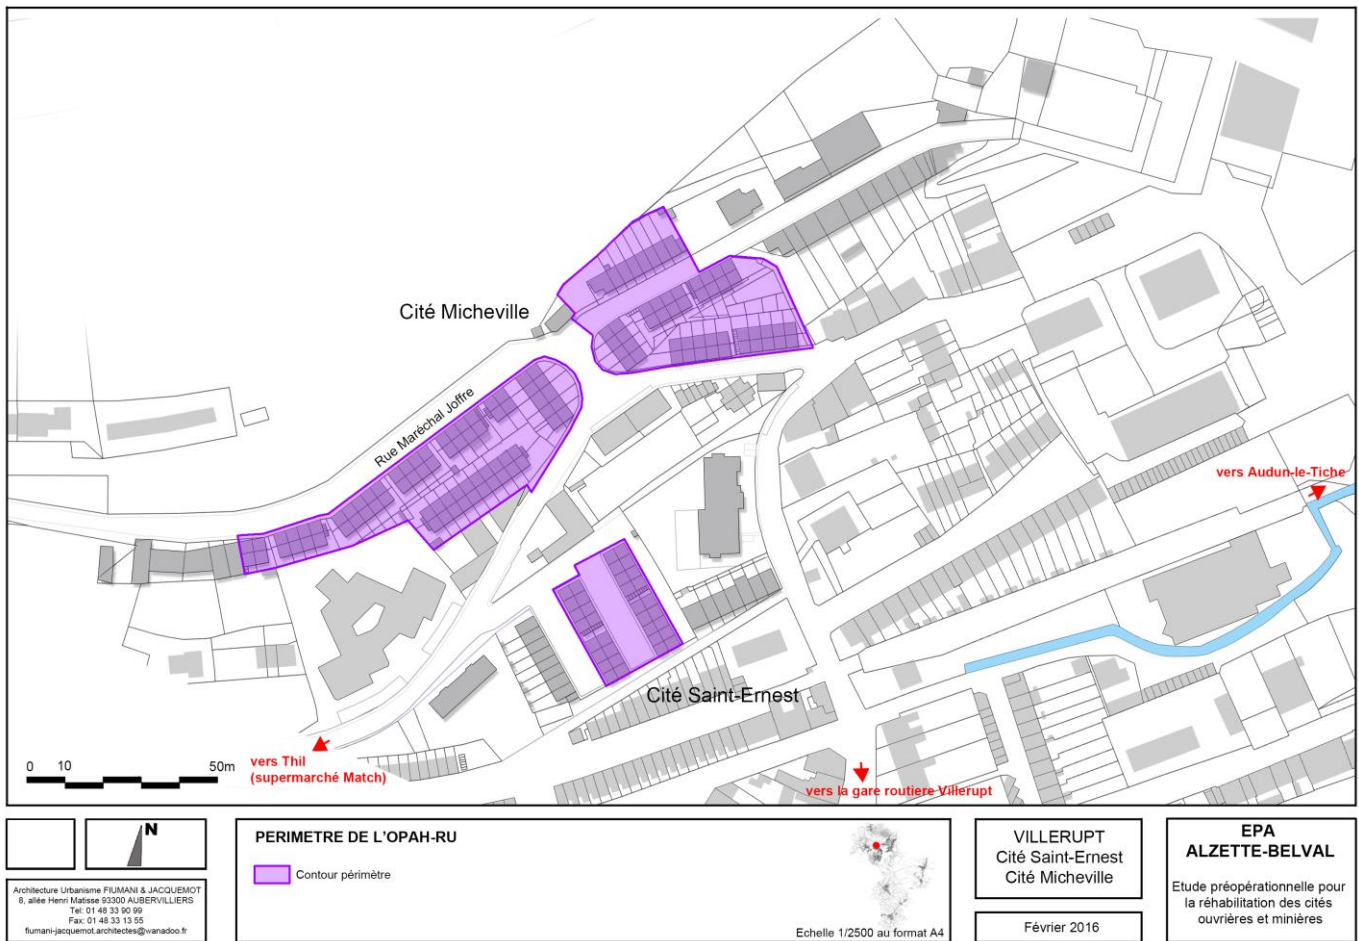 Cité Micheville
Rue Maréchal Joffre
vers Audun-le-Tiche
Cité Saint-Ernest
vers Thil
(supermarché Match)
0 10 50m
vers la gare routiere Villerupt
N
Architecture Urbanisme FIUMANI & JACQUEMOT
8, allée Henri Matisse 93300 AUBERVILLIERS
Tel: 01 48 33 90 99
Fax: 01 48 33 13 55
fiumani-jacquemot.architectes@wanadoo.fr
PERIMETRE DE L'OPAH-RU
Contour périmètre
Echelle 1/2500 au format A4
VILLERUPT
Cité Saint-Ernest
Cité Micheville
Février 2016
EPA
ALZETTE-BELVAL
Etude préopérationnelle pour
la réhabilitation des cités
ouvrières et minières